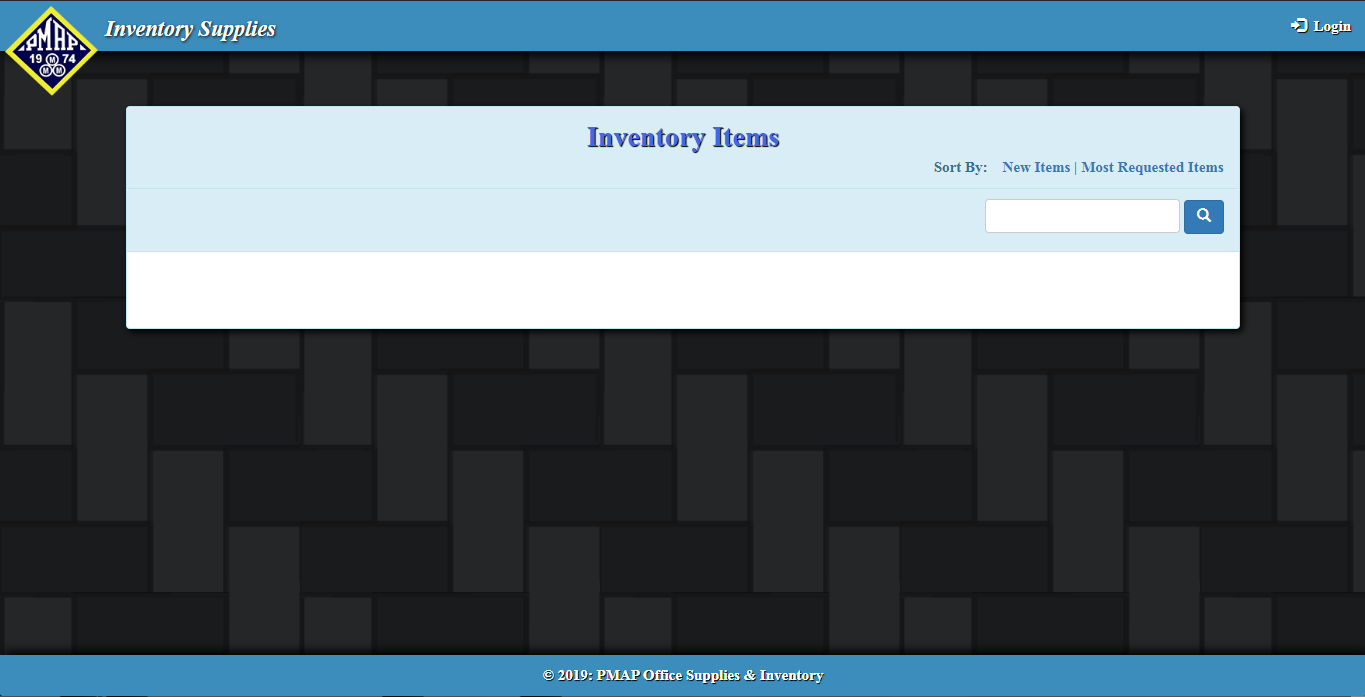 PMAP
19 M 74
M M
Inventory Supplies
Login
Inventory Items
Sort By: New Items | Most Requested Items
© 2019: PMAP Office Supplies & Inventory